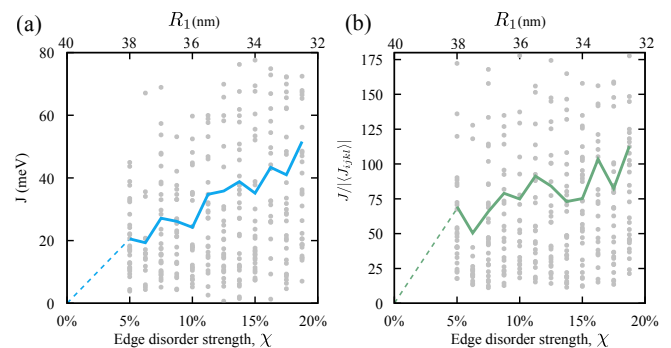 (a)
R₁(nm)
40 38 36 34 32
80
60
40
20
0
J (meV)
0% 5% 10% 15% 20%
Edge disorder strength, χ
(b)
R₁(nm)
40 38 36 34 32
175
150
125
100
75
50
25
0
J/|⟨J_{ijkl}⟩|
0% 5% 10% 15% 20%
Edge disorder strength, χ